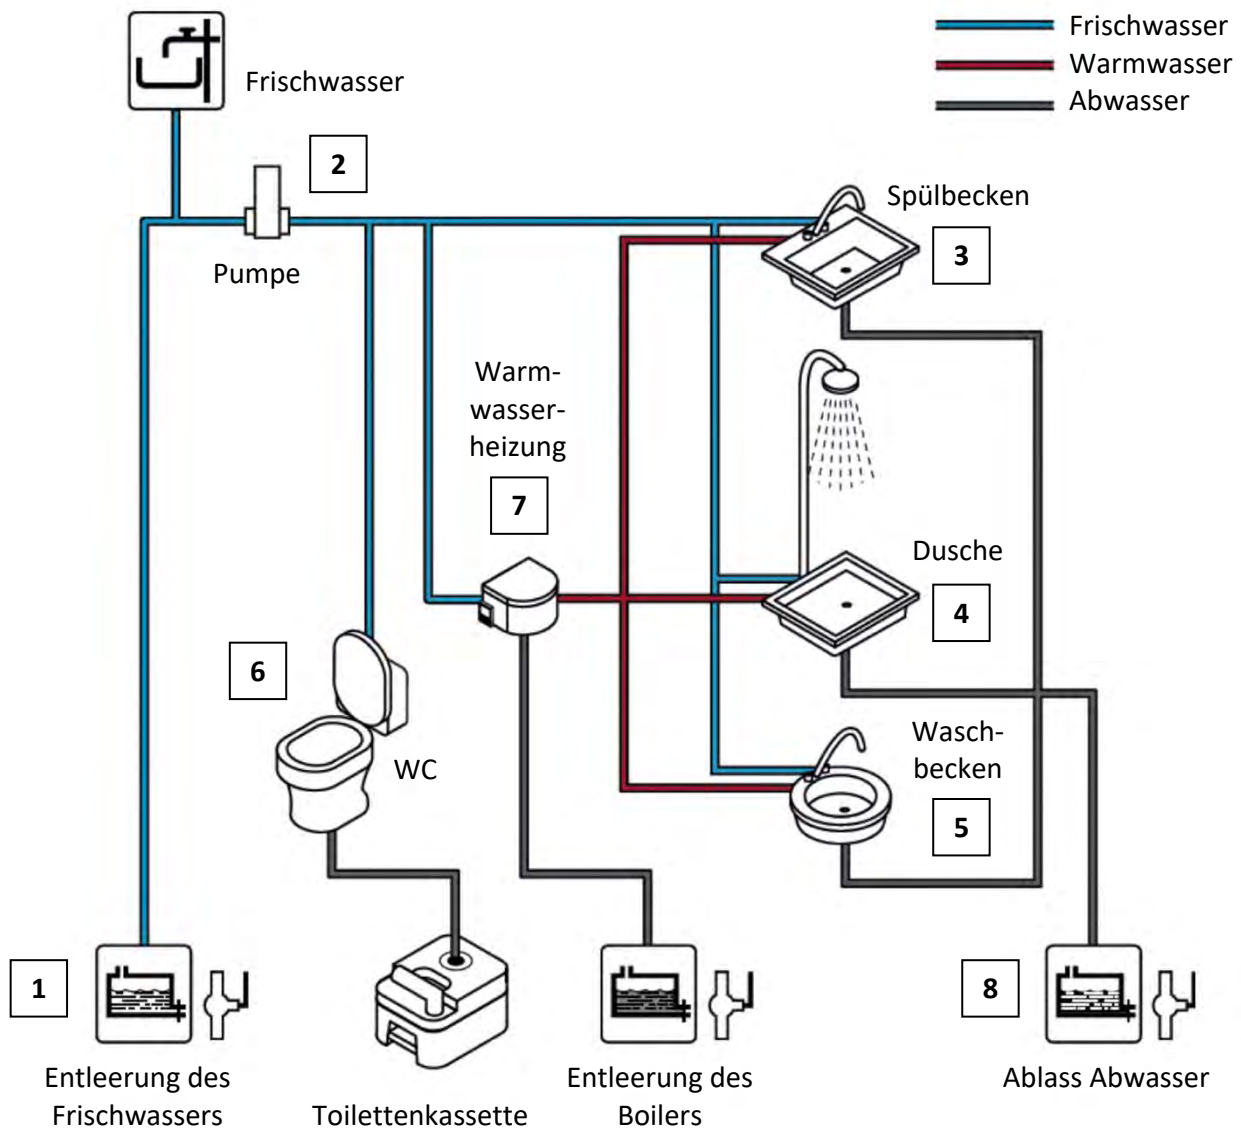 Frischwasser
Warmwasser
Abwasser
Frischwasser
2
Pumpe
Spülbecken
3
Warm-
wasser-
heizung
7
Dusche
4
6
WC
Wasch-
becken
5
1
8
Entleerung des
Frischwassers
Toilettenkassette
Entleerung des
Boilers
Ablass Abwasser